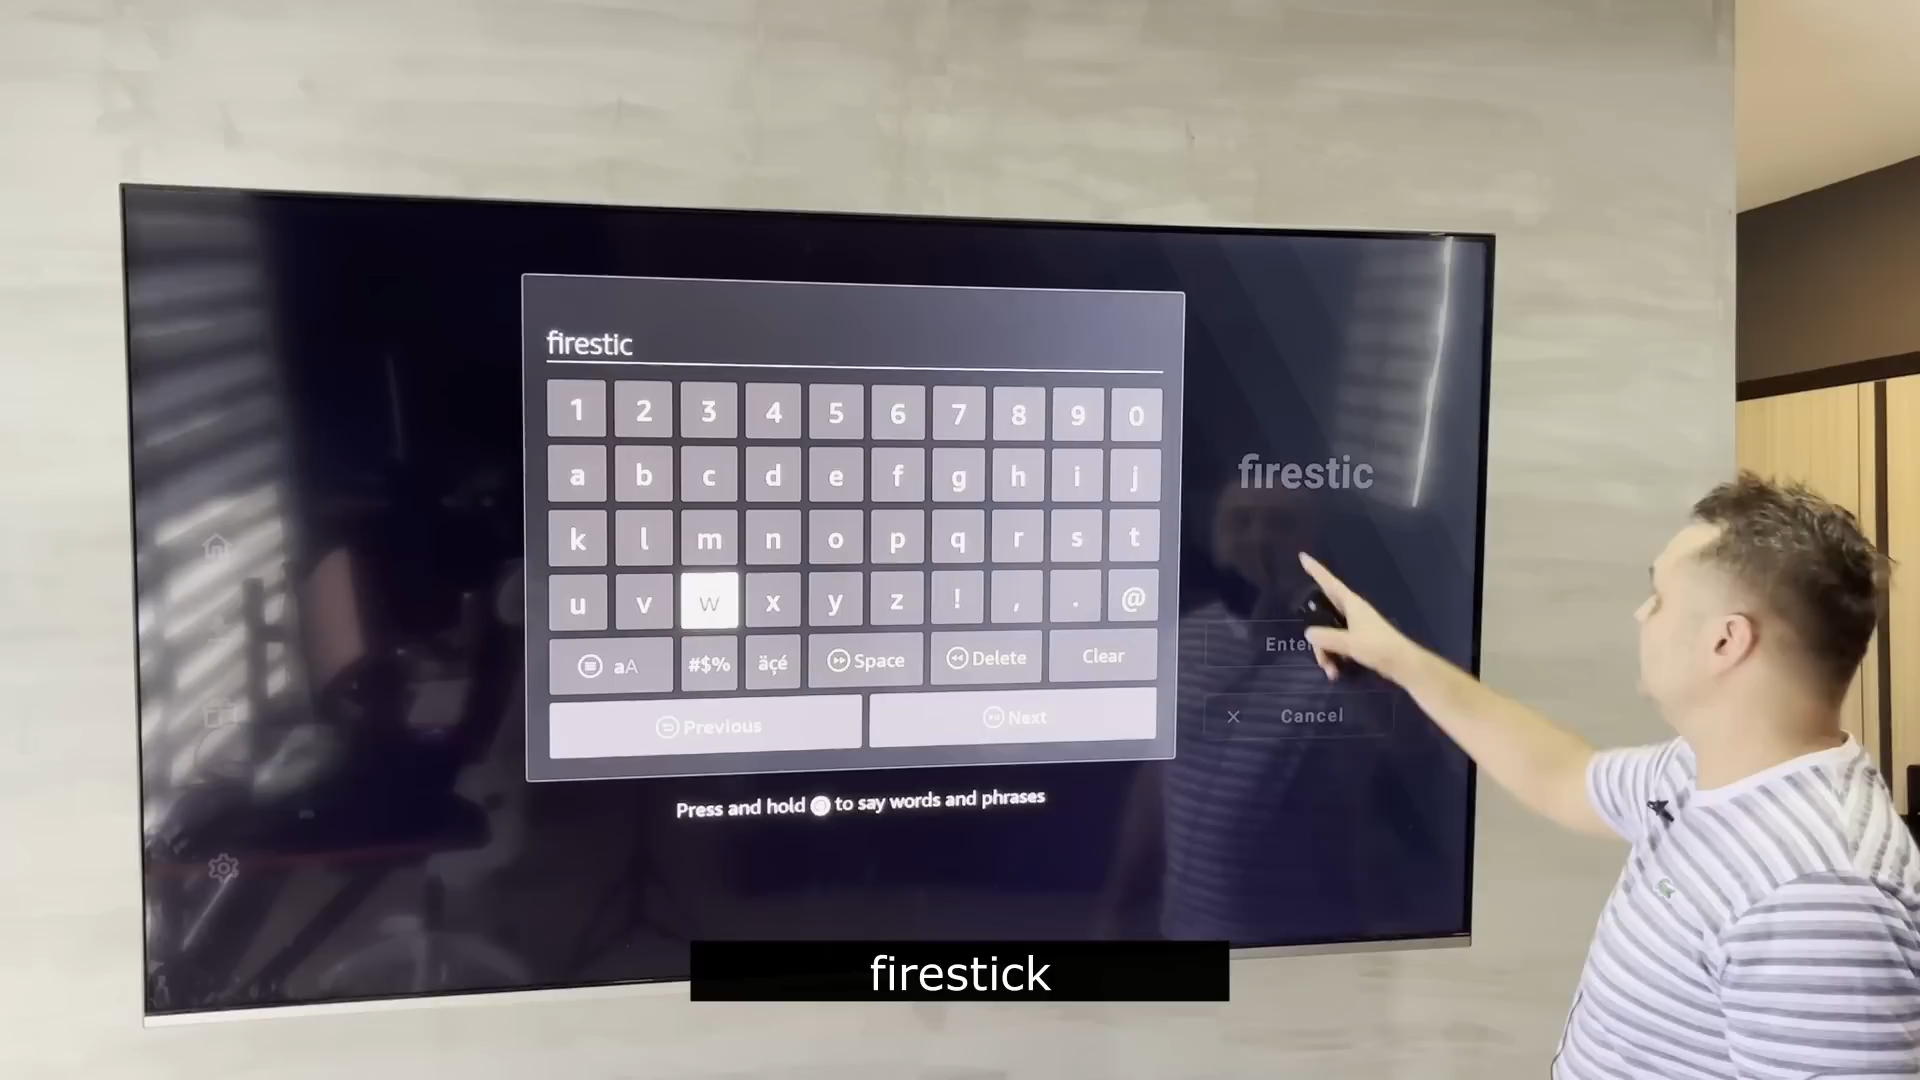 firestic
1 2 3 4 5 6 7 8 9 0
a b c d e f g h i j
firestic
k l m n o p q r s t
u v w x y z ! , . @
aA #$% äçé Space Delete Clear
Enter
Previous Next
Cancel
Press and hold to say words and phrases
firestick